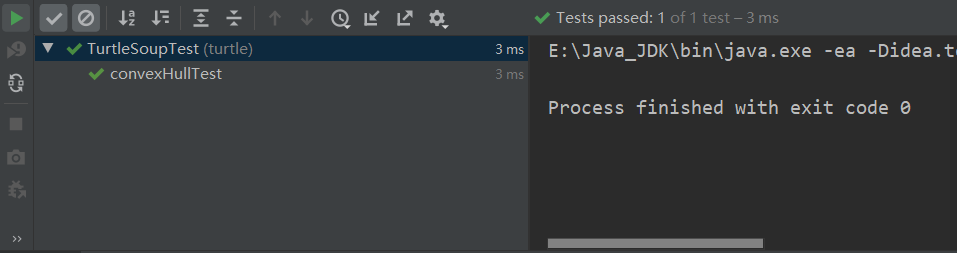 Tests passed: 1 of 1 test – 3 ms
TurtleSoupTest (turtle) 3 ms
convexHullTest 3 ms
E:\Java_JDK\bin\java.exe -ea -Didea.te
Process finished with exit code 0